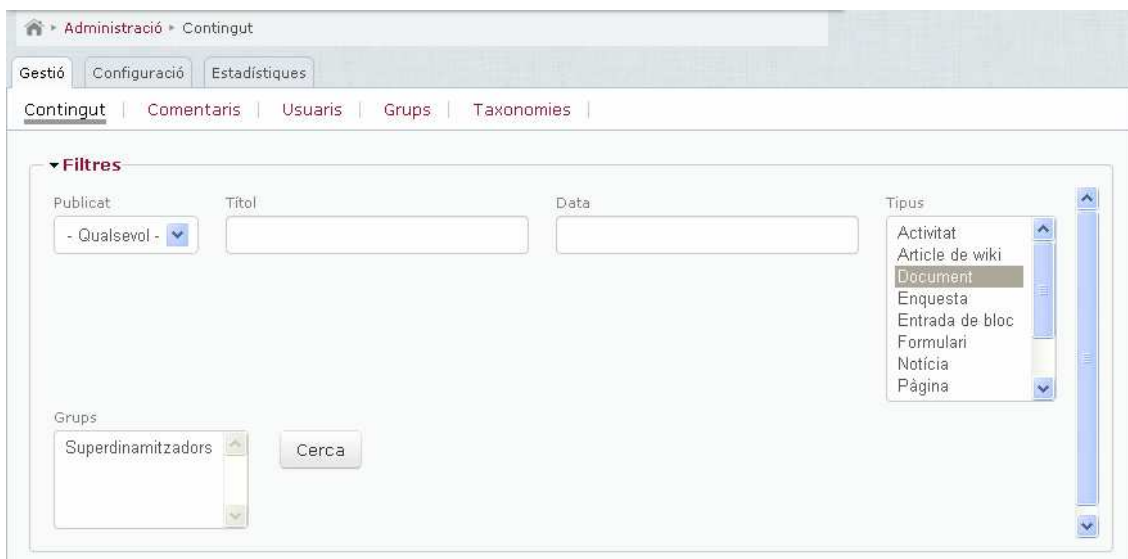 Administració Contingut
Gestió Configuració Estadístiques
Contingut Comentaris Usuaris Grups Taxonomies
Filtres
Publicat Títol Data Tipus
- Qualsevol -
Activitat
Article de wiki
Document
Enquesta
Entrada de bloc
Formulari
Notícia
Pàgina
Grups
Superdinamitzadors
Cerca